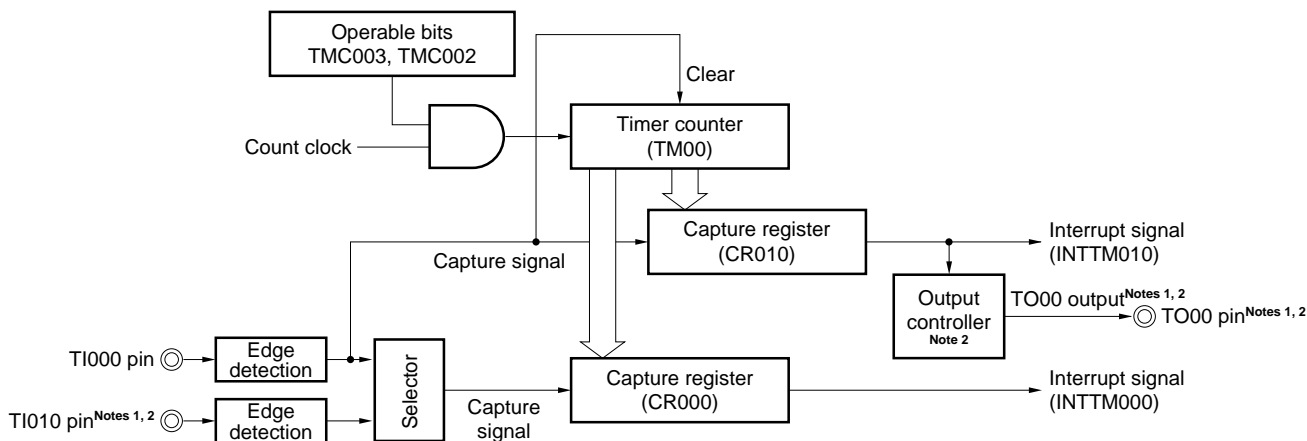 Operable bits
TMC003, TMC002
Clear
Timer counter
(TM00)
Count clock
Capture register
(CR010)
Interrupt signal
(INTTM010)
Capture signal
Output
controller
Note 2
TO00 output Notes 1, 2
TO00 pin Notes 1, 2
TI000 pin
Edge
detection
Selector
Capture register
(CR000)
Interrupt signal
(INTTM000)
TI010 pin Notes 1, 2
Edge
detection
Capture
signal